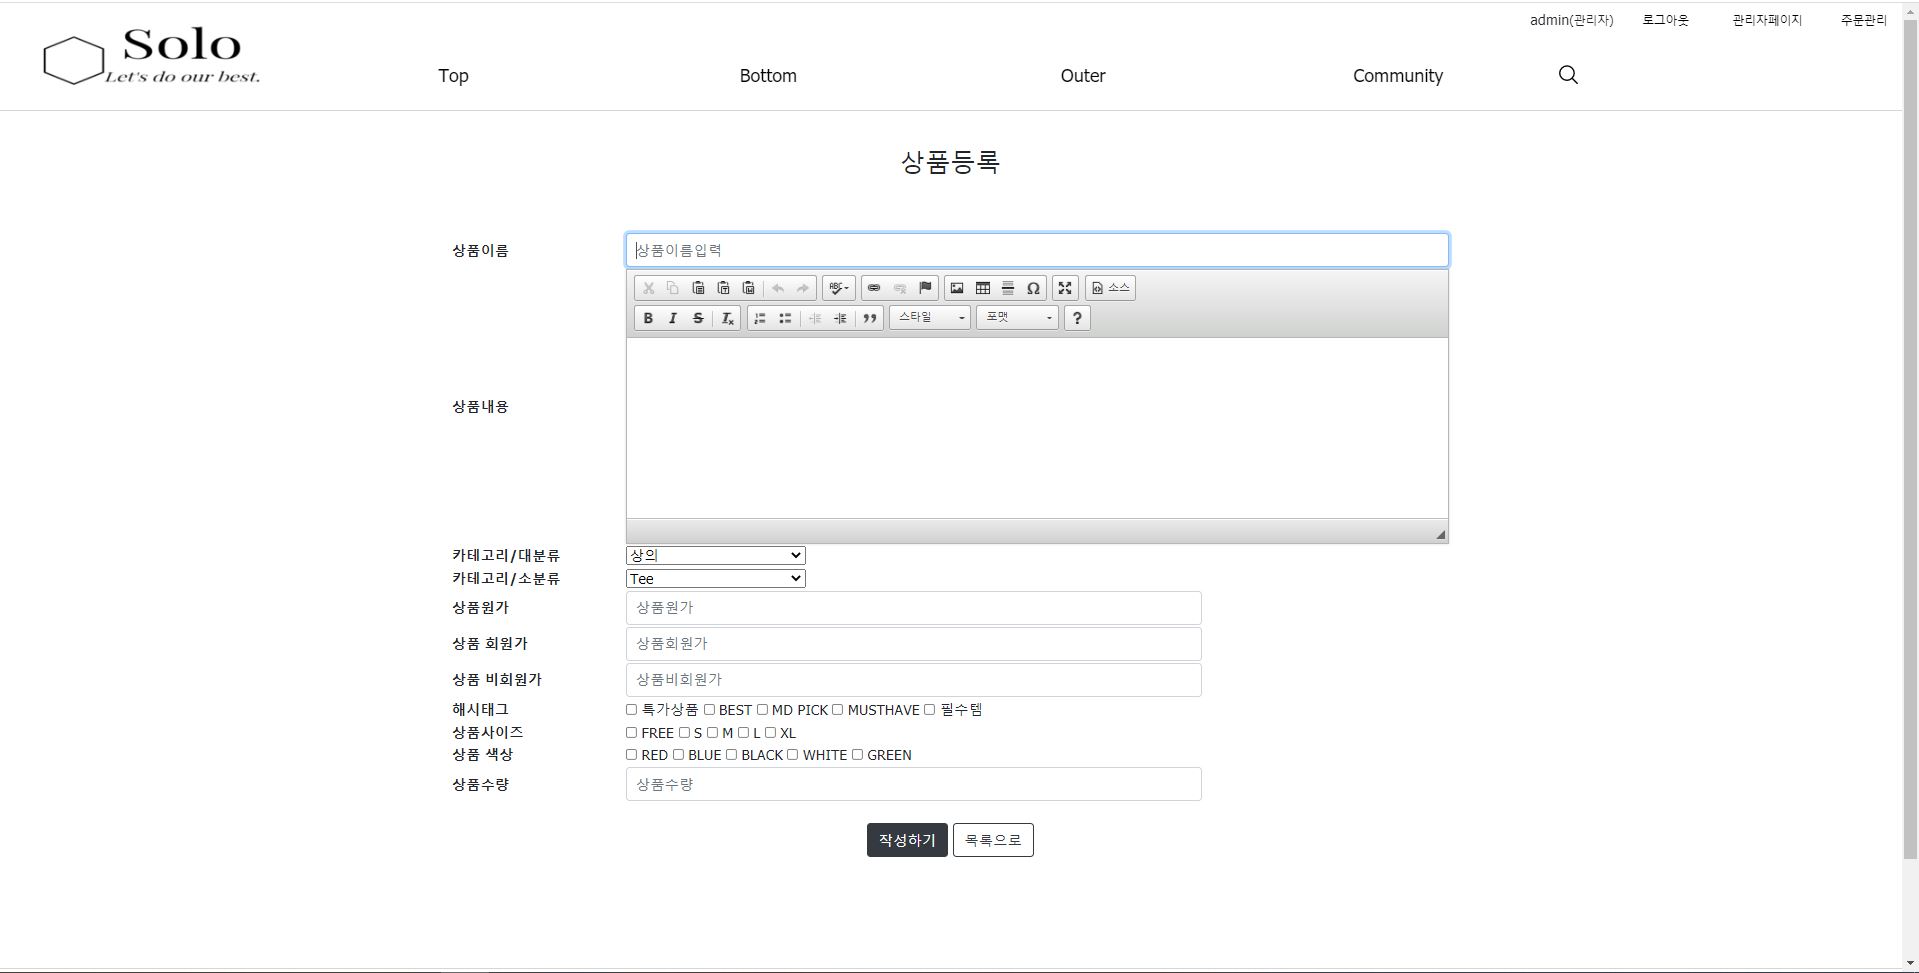 admin(관리자) 로그아웃 관리자페이지 주문관리
Solo
Let's do our best.
Top Bottom Outer Community
상품등록
상품이름 상품이름입력
ABC
소스
B I S Ix
스타일 포맷 ?
상품내용
카테고리/대분류 상의
카테고리/소분류 Tee
상품원가 상품원가
상품 회원가 상품회원가
상품 비회원가 상품비회원가
해시태그 특가상품 BEST MD PICK MUSTHAVE 필수템
상품사이즈 FREE S M L XL
상품 색상 RED BLUE BLACK WHITE GREEN
상품수량 상품수량
작성하기 목록으로